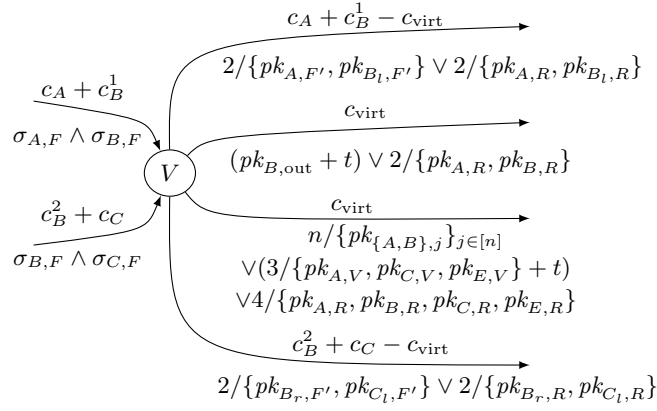 c_A + c_B^1 − c_virt
2/{pk_{A,F′}, pk_{B_l,F′}} ∨ 2/{pk_{A,R}, pk_{B_l,R}}
c_A + c_B^1
σ_{A,F} ∧ σ_{B,F}
c_virt
(pk_{B,out} + t) ∨ 2/{pk_{A,R}, pk_{B,R}}
V
c_B^2 + c_C
σ_{B,F} ∧ σ_{C,F}
c_virt
n/{pk_{{A,B},j}}_{j∈[n]}
∨(3/{pk_{A,V}, pk_{C,V}, pk_{E,V}} + t)
∨4/{pk_{A,R}, pk_{B,R}, pk_{C,R}, pk_{E,R}}
c_B^2 + c_C − c_virt
2/{pk_{B_r,F′}, pk_{C_l,F′}} ∨ 2/{pk_{B_r,R}, pk_{C_l,R}}